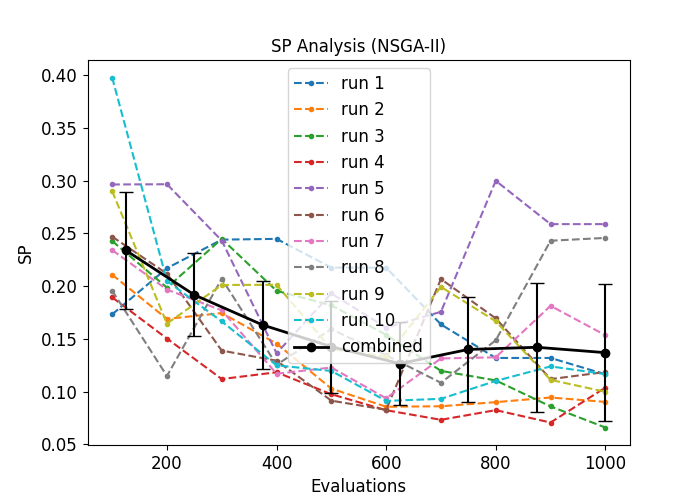 SP Analysis (NSGA-II)
0.40
0.35
0.30
0.25
0.20
0.15
0.10
0.05
SP
run 1
run 2
run 3
run 4
run 5
run 6
run 7
run 8
run 9
run 10
combined
200 400 600 800 1000
Evaluations